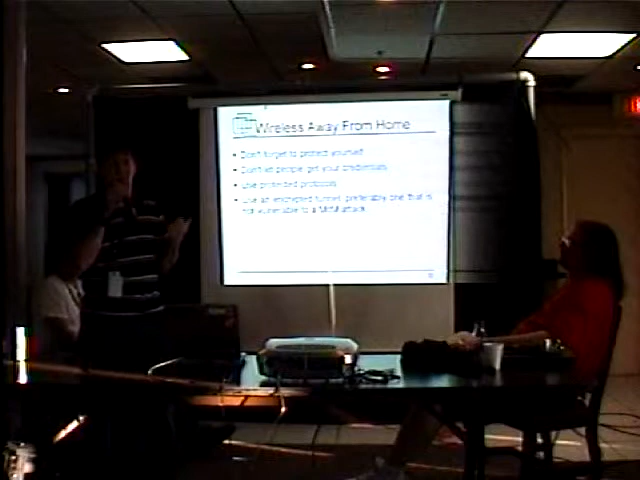 Wireless Away From Home
• Don't forget to protect yourself
• Don't let people get your credentials
• Use protected protocols
• Use an encrypted tunnel, preferably one that is
not vulnerable to a MITM attack